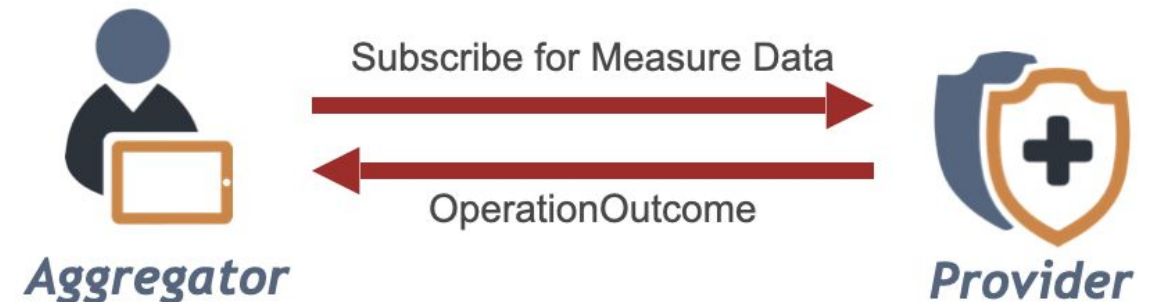 Subscribe for Measure Data
OperationOutcome
Aggregator
Provider